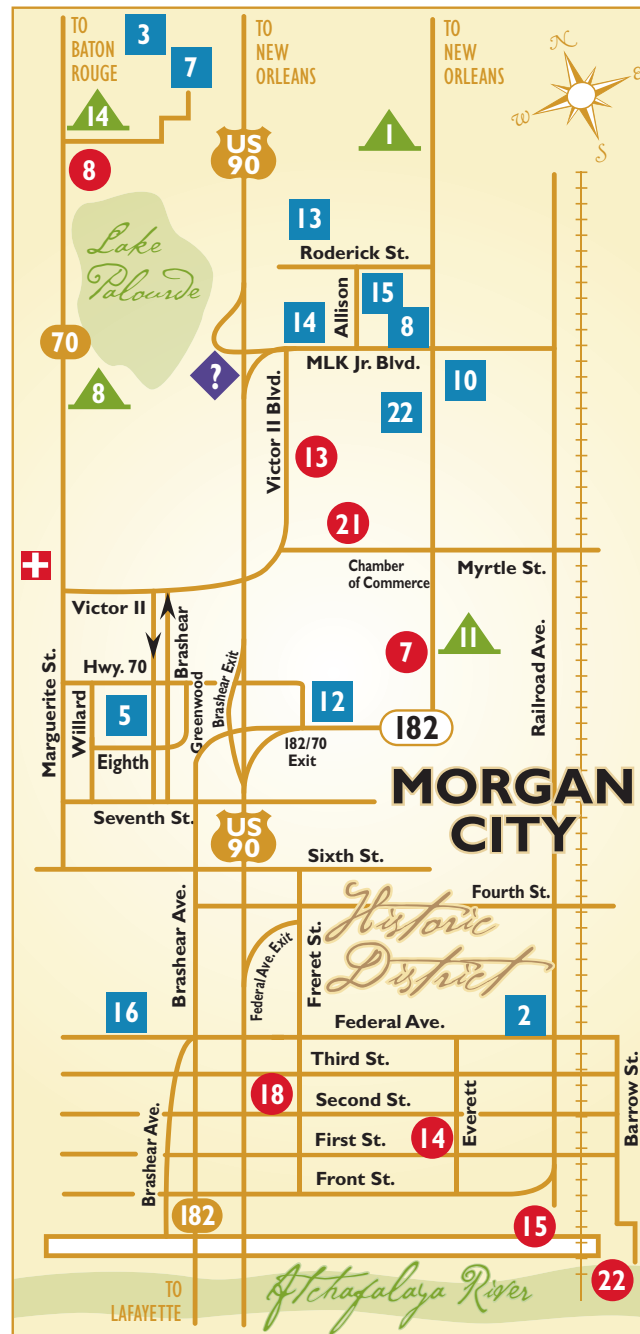 TO
BATON
ROUGE
3
7
TO
NEW
ORLEANS
TO
NEW
ORLEANS
N
E
W
S
14
8
US
90
1
Lake
Palourde
13
Roderick St.
Allison
15
14
8
70
?
MLK Jr. Blvd.
8
Victor II Blvd.
22
10
13
21
Chamber
of Commerce
Myrtle St.
Victor II
Brashear
Marguerite St.
Hwy. 70
Willard
5
Eighth
Greenwood
Brashear Exit
12
182/70
Exit
7
11
182
Railroad Ave.
MORGAN
CITY
Seventh St.
US
90
Sixth St.
Fourth St.
Historic
District
Brashear Ave.
Federal Ave. Exit
Freret St.
16
2
Federal Ave.
Third St.
18
Second St.
14
First St.
Everett
Barrow St.
Brashear Ave.
Front St.
182
15
22
TO
LAFAYETTE
Atchafalaya River